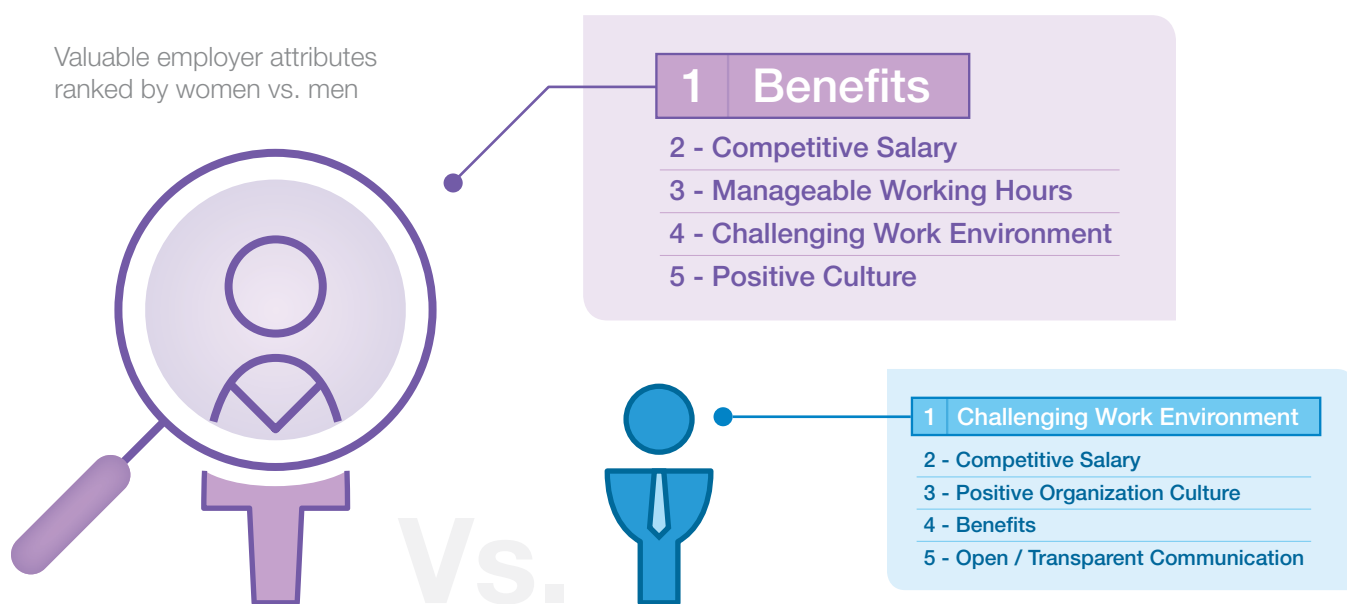 Valuable employer attributes
ranked by women vs. men
1 Benefits
2 - Competitive Salary
3 - Manageable Working Hours
4 - Challenging Work Environment
5 - Positive Culture
Vs.
1 Challenging Work Environment
2 - Competitive Salary
3 - Positive Organization Culture
4 - Benefits
5 - Open / Transparent Communication